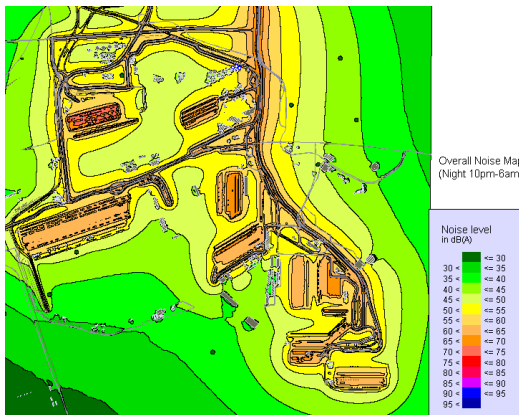 Overall Noise Map
(Night 10pm-6am
Noise level
in dB(A)
<= 30
30 < <= 35
35 < <= 40
40 < <= 45
45 < <= 50
50 < <= 55
55 < <= 60
60 < <= 65
65 < <= 70
70 < <= 75
75 < <= 80
80 < <= 85
85 < <= 90
90 < <= 95
95 <